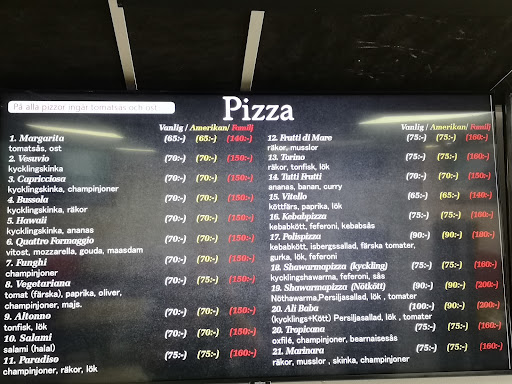 På alla pizzor ingår tomatsås och ost
Pizza
Vanlig / Amerikan / Familj
1. Margarita (65:-) (65:-) (140:-)
tomatsås, ost
2. Vesuvio (70:-) (70:-) (150:-)
kycklingskinka
3. Capricciosa (70:-) (70:-) (150:-)
kycklingskinka, champinjoner
4. Bussola (70:-) (70:-) (150:-)
kycklingskinka, räkor
5. Hawaii (70:-) (70:-) (150:-)
kycklingskinka, ananas
6. Quattro Formaggio (70:-) (70:-) (150:-)
vitost, mozzarella, gouda, maasdam
7. Funghi (70:-) (70:-) (150:-)
champinjoner
8. Vegetariana (70:-) (75:-) (150:-)
tomat (färska), paprika, oliver,
champinjoner, majs.
9. Altonno (70:-) (70:-) (150:-)
tonfisk, lök
10. Salami (70:-) (70:-) (150:-)
salami (halal)
11. Paradiso (75:-) (75:-) (160:-)
champinjoner, räkor, lök
Vanlig / Amerikan / Familj
12. Frutti di Mare (75:-) (75:-) (160:-)
räkor, musslor
13. Torino (75:-) (75:-) (160:-)
räkor, tonfisk, lök
14. Tutti Frutti (70:-) (70:-) (150:-)
ananas, banan, curry
15. Vitello (65:-) (65:-) (140:-)
köttfärs, paprika, lök
16. Kebabpizza (75:-) (75:-) (160:-)
kebabkött, feferoni, kebabsås
17. Polispizza (90:-) (90:-) (180:-)
kebabkött, isbergssallad, färska tomater,
gurka, lök, feferoni
18. Shawarmapizza (kyckling) (75:-) (75:-) (160:-)
kycklingshawarma, feferoni, sås
19. Shawarmapizza (Nötkött) (90:-) (90:-) (200:-)
Nöthawarma,Persiljasallad, lök , tomater
20. Ali Baba (90:-) (90:-) (200:-)
(kycklings+Kött) Persiljasallad, lök , tomater
20. Tropicana (75:-) (75:-) (160:-)
oxfilé, champinjoner, bearnaisesås
21. Marinara (75:-) (75:-) (160:-)
räkor, musslor , skinka, champinjoner